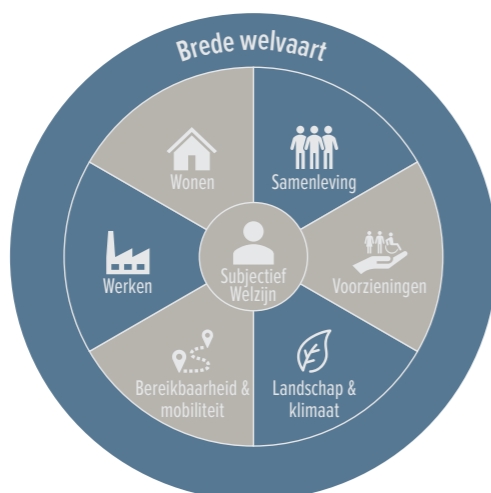 Brede welvaart
Wonen
Samenleving
Werken
Subjectief
Welzijn
Voorzieningen
Bereikbaarheid &
mobiliteit
Landschap &
klimaat